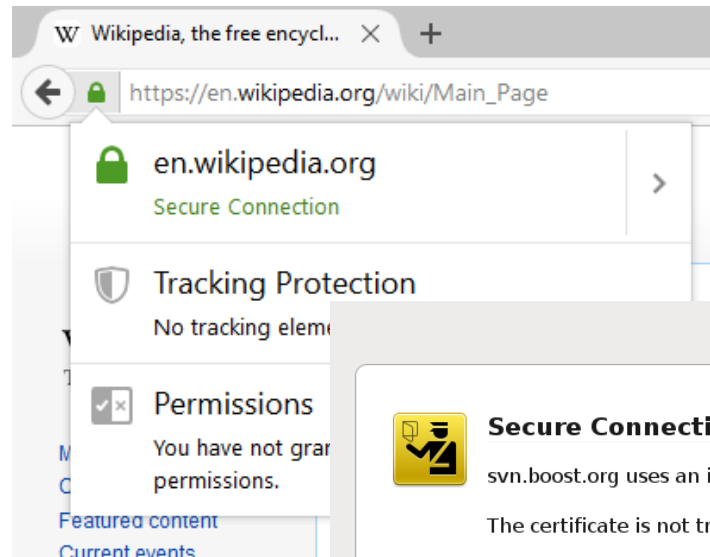 W Wikipedia, the free encycl...
https://en.wikipedia.org/wiki/Main_Page
en.wikipedia.org
Secure Connection
Tracking Protection
No tracking eleme
Permissions
You have not gran
permissions.
Featured content
Current events
Secure Connecti
svn.boost.org uses an i
The certificate is not tr